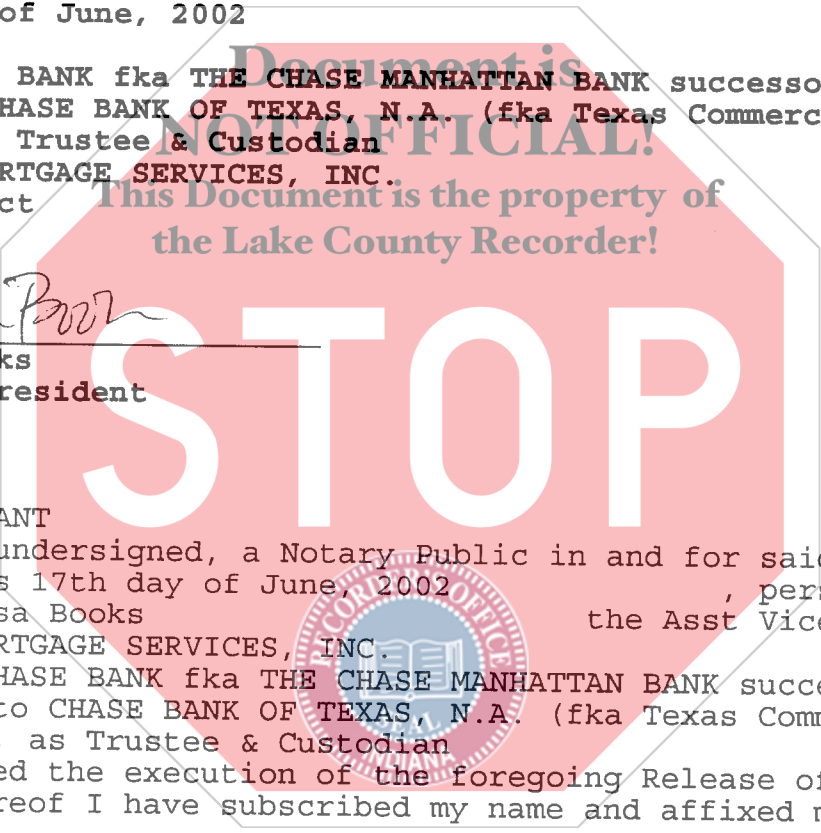 of June, 2002
Document is
BANK fka THE CHASE MANHATTAN BANK successo
HASE BANK OF TEXAS, N.A. (fka Texas Commerc
NOT OFFICIAL!
Trustee & Custodian
RTGAGE SERVICES, INC.
This Document is the property of
ct
the Lake County Recorder!
STOP
ks
resident
ANT
undersigned, a Notary Public in and for said
s 17th day of June, 2002 , pers
sa Books the Asst Vice
RTGAGE SERVICES, INC.
HASE BANK fka THE CHASE MANHATTAN BANK succe
to CHASE BANK OF TEXAS, N.A. (fka Texas Comm
as Trustee & Custodian
ed the execution of the foregoing Release of
reof I have subscribed my name and affixed m
RECORDER'S OFFICE
SEAL
INDIANA